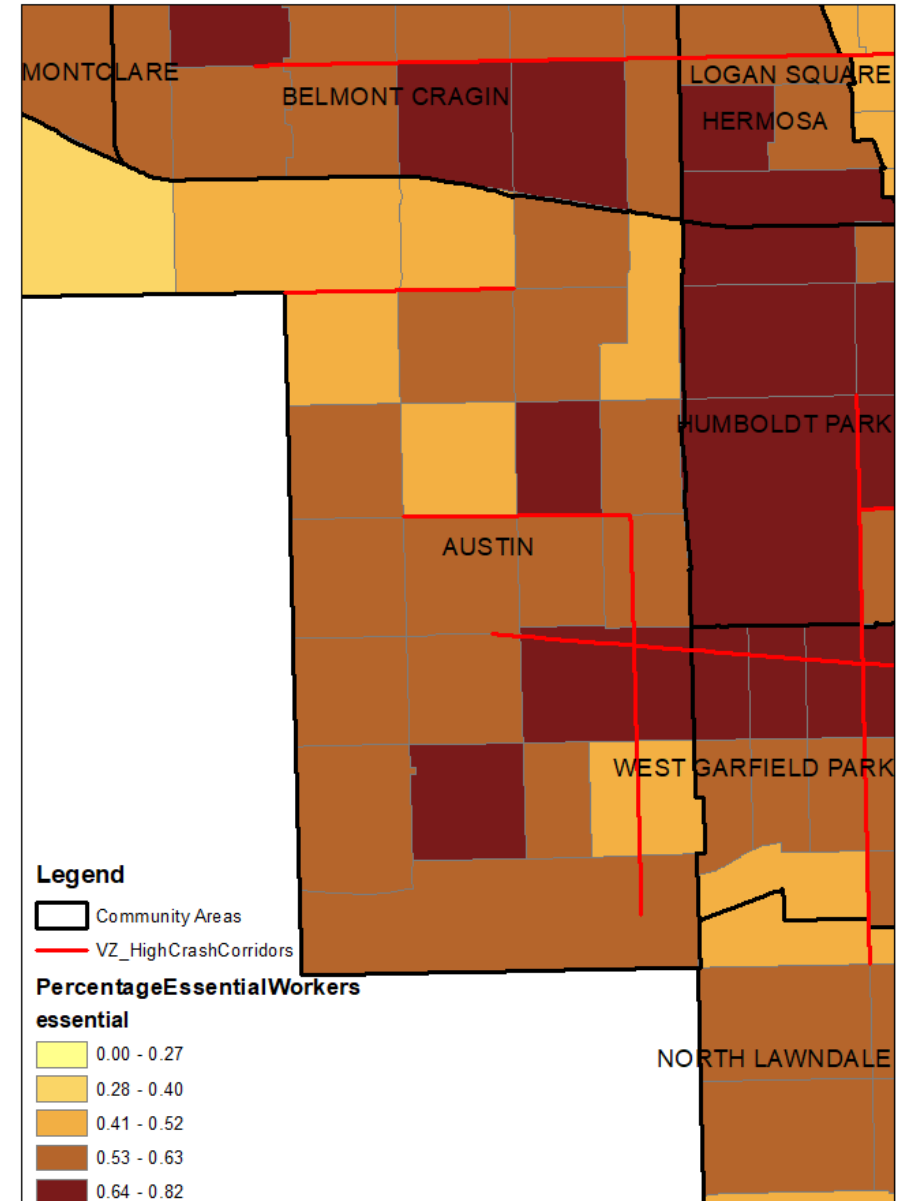 MONTCLARE
LOGAN SQUARE
BELMONT CRAGIN
HERMOSA
HUMBOLDT PARK
AUSTIN
WEST GARFIELD PARK
NORTH LAWNDALE
Legend
Community Areas
VZ_HighCrashCorridors
PercentageEssentialWorkers
essential
0.00 - 0.27
0.28 - 0.40
0.41 - 0.52
0.53 - 0.63
0.64 - 0.82